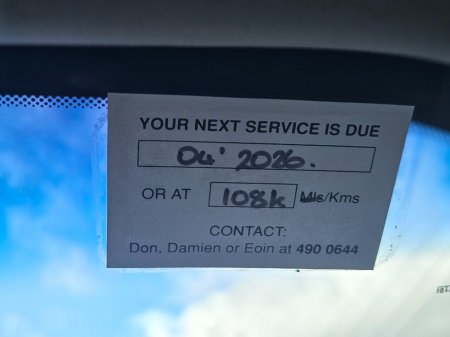 YOUR NEXT SERVICE IS DUE
04' 2026.
OR AT 108k Mls/Kms
CONTACT:
Don, Damien or Eoin at 490 0644